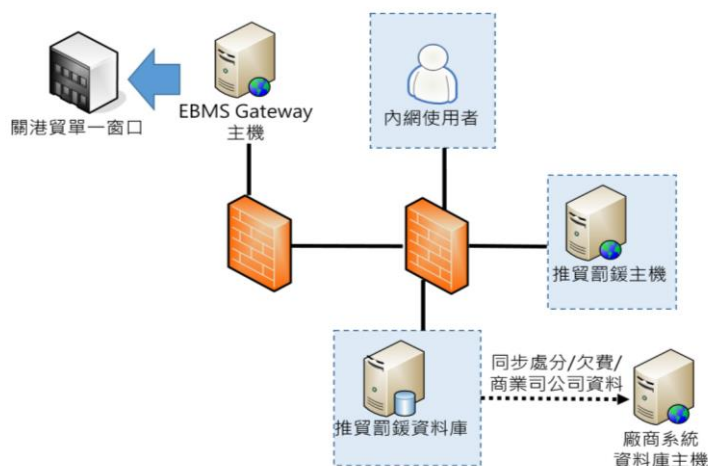 關港貿單一窗口
EBMS Gateway
主機
內網使用者
推貿罰鍰主機
推貿罰鍰資料庫
同步處分/欠費/
商業司公司資料
廠商系統
資料庫主機